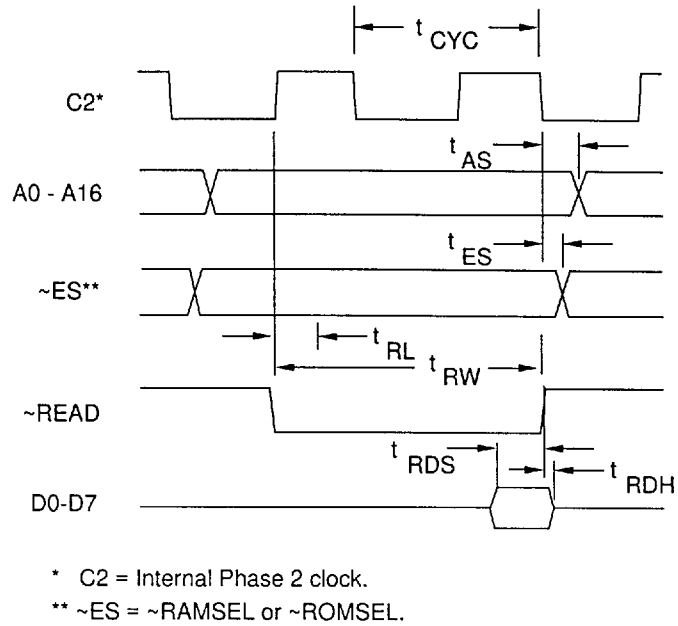 t CYC
C2*
t AS
A0 - A16
t ES
~ES**
t RL
t RW
~READ
t RDS
t RDH
D0-D7
* C2 = Internal Phase 2 clock.
** ~ES = ~RAMSEL or ~ROMSEL.